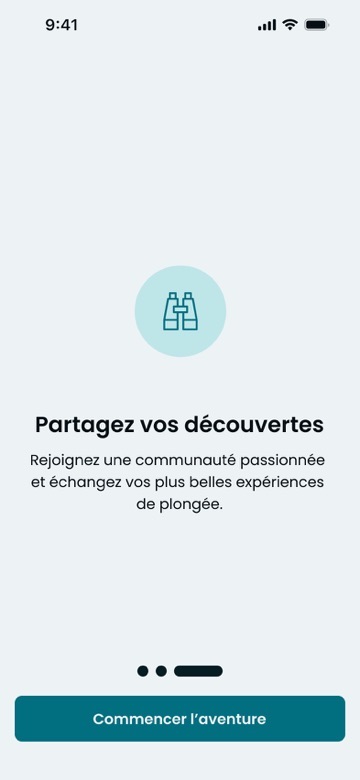 9:41
Partagez vos découvertes
Rejoignez une communauté passionnée
et échangez vos plus belles expériences
de plongée.
Commencer l’aventure